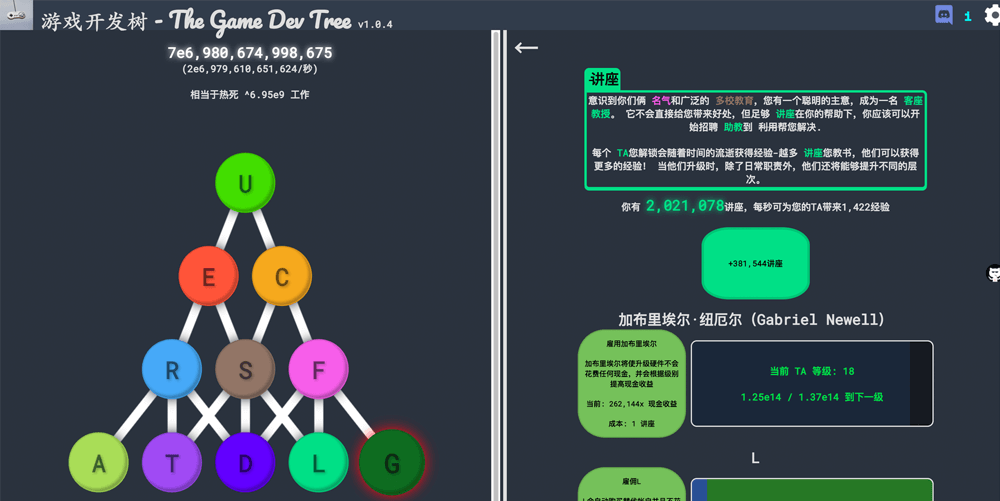 游戏开发树 - The Game Dev Tree v1.0.4
1
7e6,980,674,998,675
(2e6,979,610,651,624/秒)
相当于热死 ^6.95e9 工作
U
E C
R S F
A T D L G
讲座
意识到你们俩 名气和广泛的 多校教育，您有一个聪明的主意，成为一名 客座
教授。 它不会直接给您带来好处，但足够 讲座在你的帮助下，你应该可以开
始招聘 助教到 利用帮您解决.
每个 TA您解锁会随着时间的流逝获得经验-越多 讲座您教书，他们可以获得
更多的经验！ 当他们升级时，除了日常职责外，他们还将能够提升不同的层
次。
你有 2,021,078讲座，每秒可为您的TA带来1,422经验
+381,544讲座
加布里埃尔·纽厄尔 (Gabriel Newell)
雇用加布里埃尔
加布里埃尔将使升级硬件不会
花费任何现金，并会根据级别
提高现金收益
当前: 262,144x 现金收益
成本: 1 讲座
当前 TA 等级: 18
1.25e14 / 1.37e14 到下一级
L
雇佣L